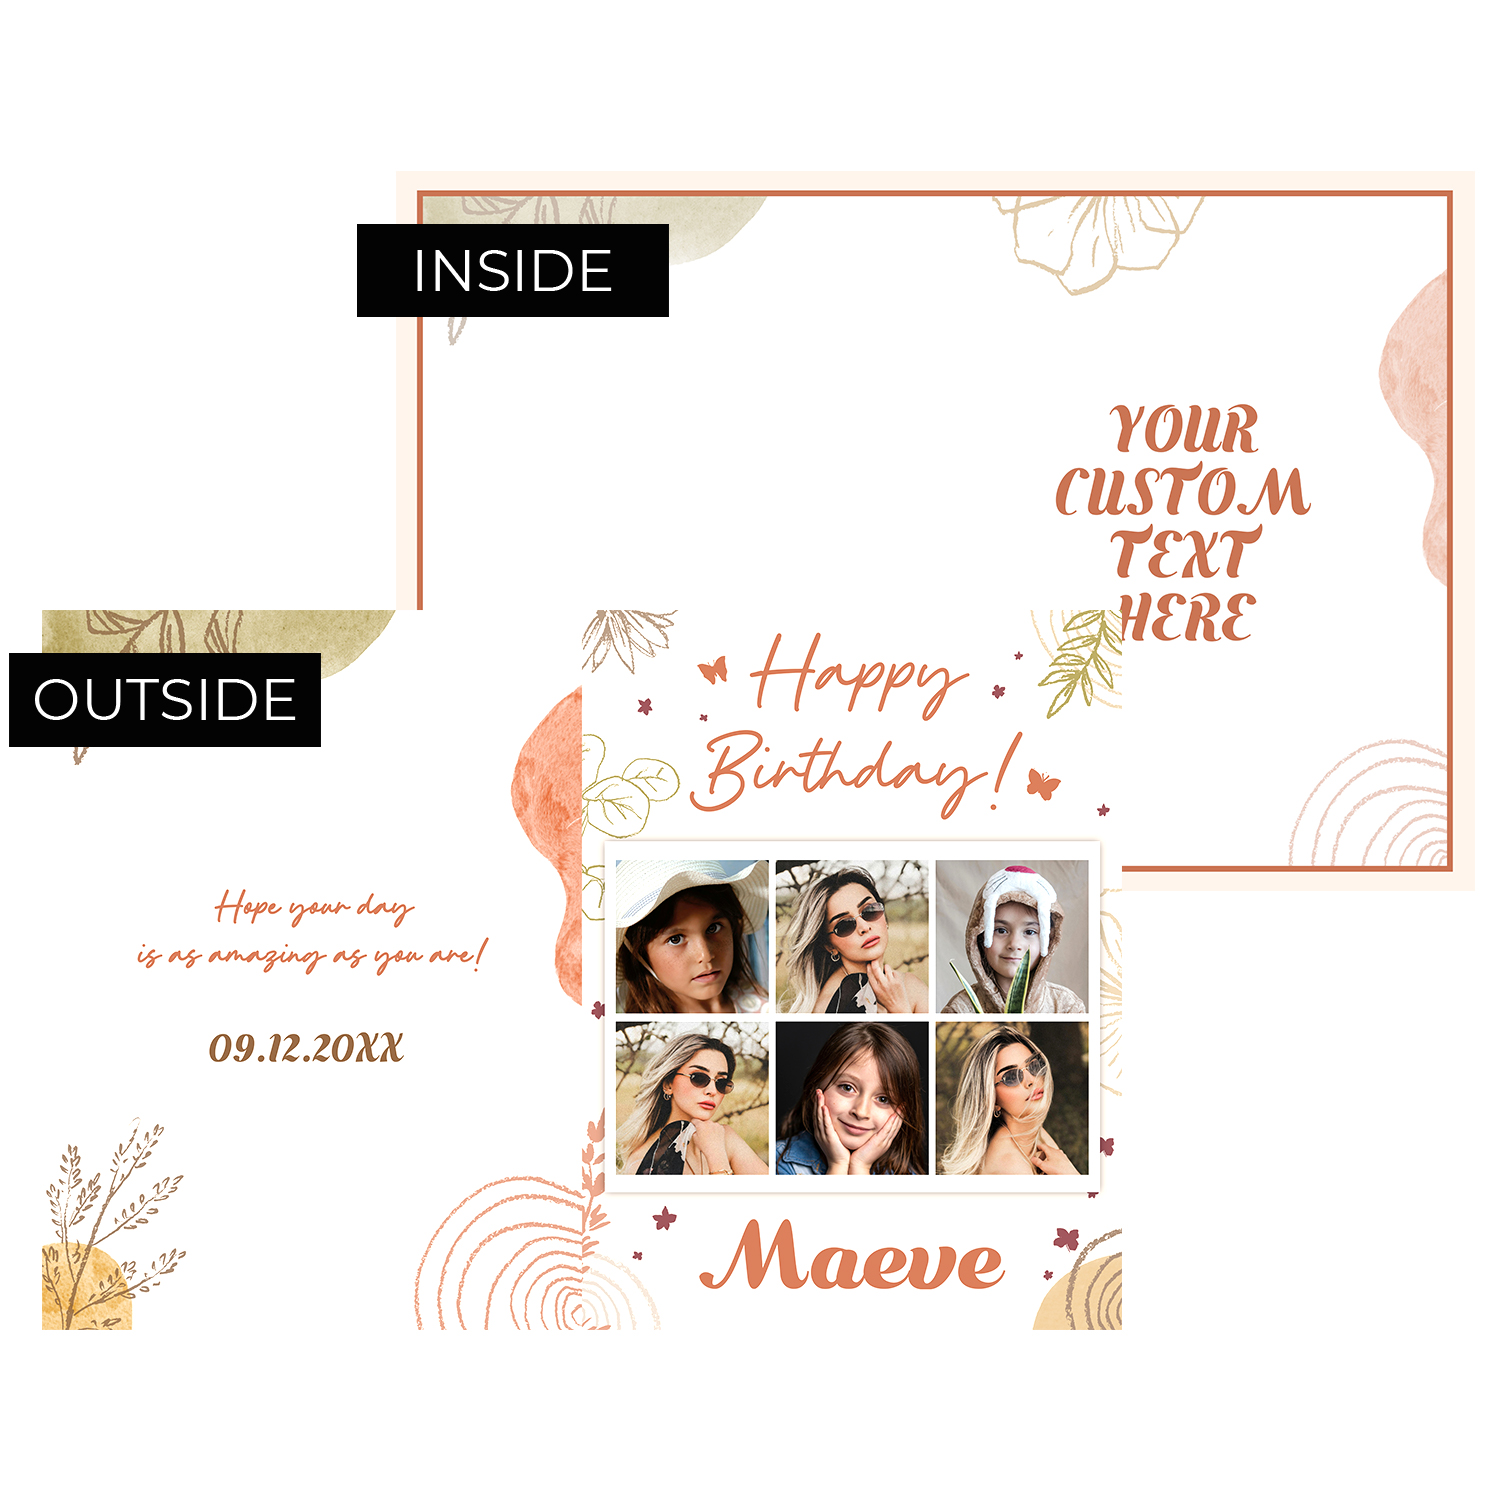 INSIDE
YOUR
CUSTOM
TEXT
HERE
OUTSIDE
Happy
Birthday!
Hope your day
is as amazing as you are!
09.12.20XX
Maeve